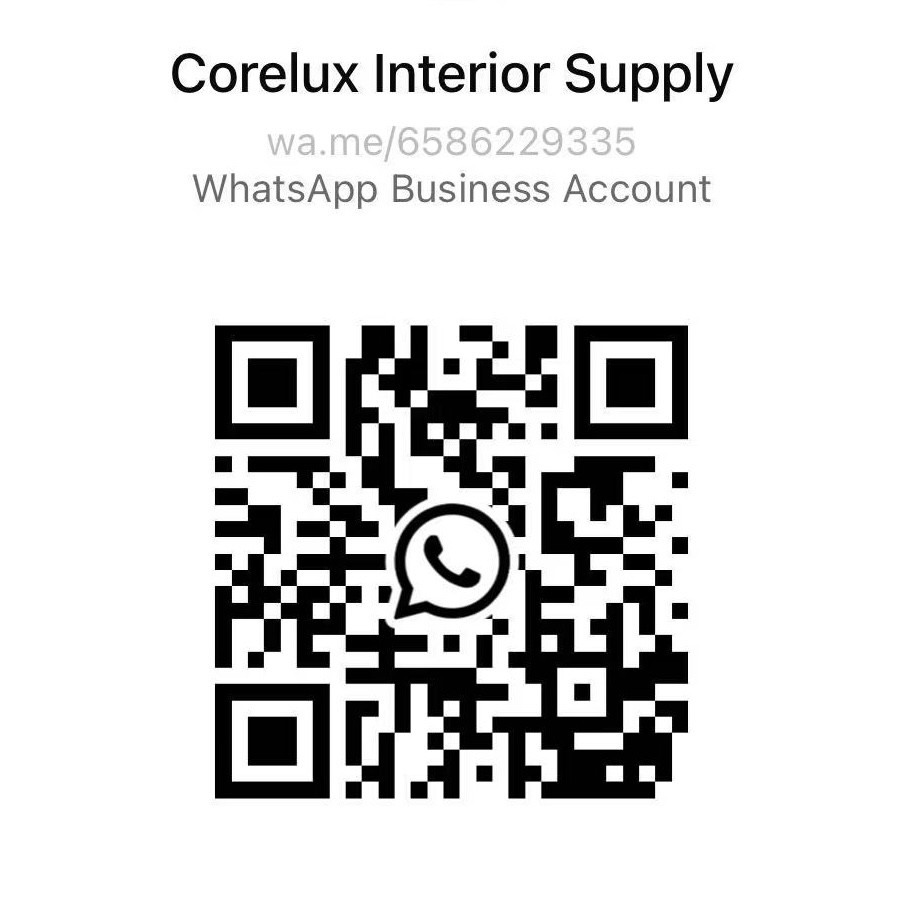 Corelux Interior Supply
wa.me/6586229335
WhatsApp Business Account